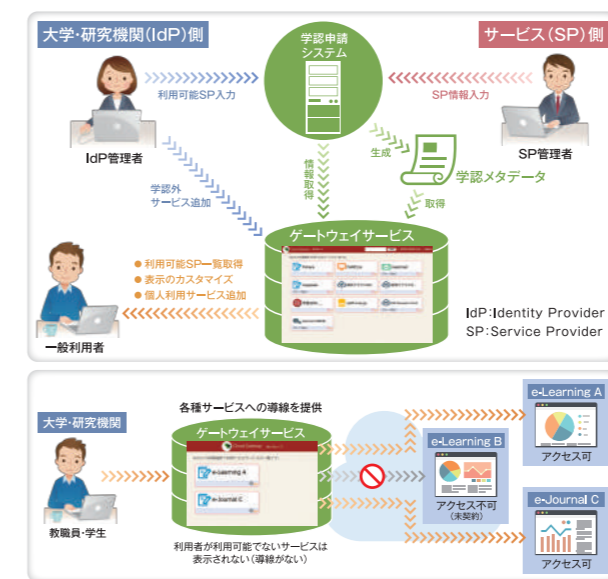 大学・研究機関(IdP)側
学認申請
システム
サービス(SP)側
利用可能SP入力
SP情報入力
IdP管理者
SP管理者
生成
学認メタデータ
情報取得
取得
学認外
サービス追加
ゲートウェイサービス
● 利用可能SP一覧取得
● 表示のカスタマイズ
● 個人利用サービス追加
一般利用者
IdP:Identity Provider
SP:Service Provider
大学・研究機関
各種サービスへの導線を提供
ゲートウェイサービス
e-Learning A
e-Journal C
教職員・学生
利用者が利用可能でないサービスは
表示されない(導線がない)
e-Learning A
アクセス可
e-Learning B
アクセス不可
(未契約)
e-Journal C
アクセス可